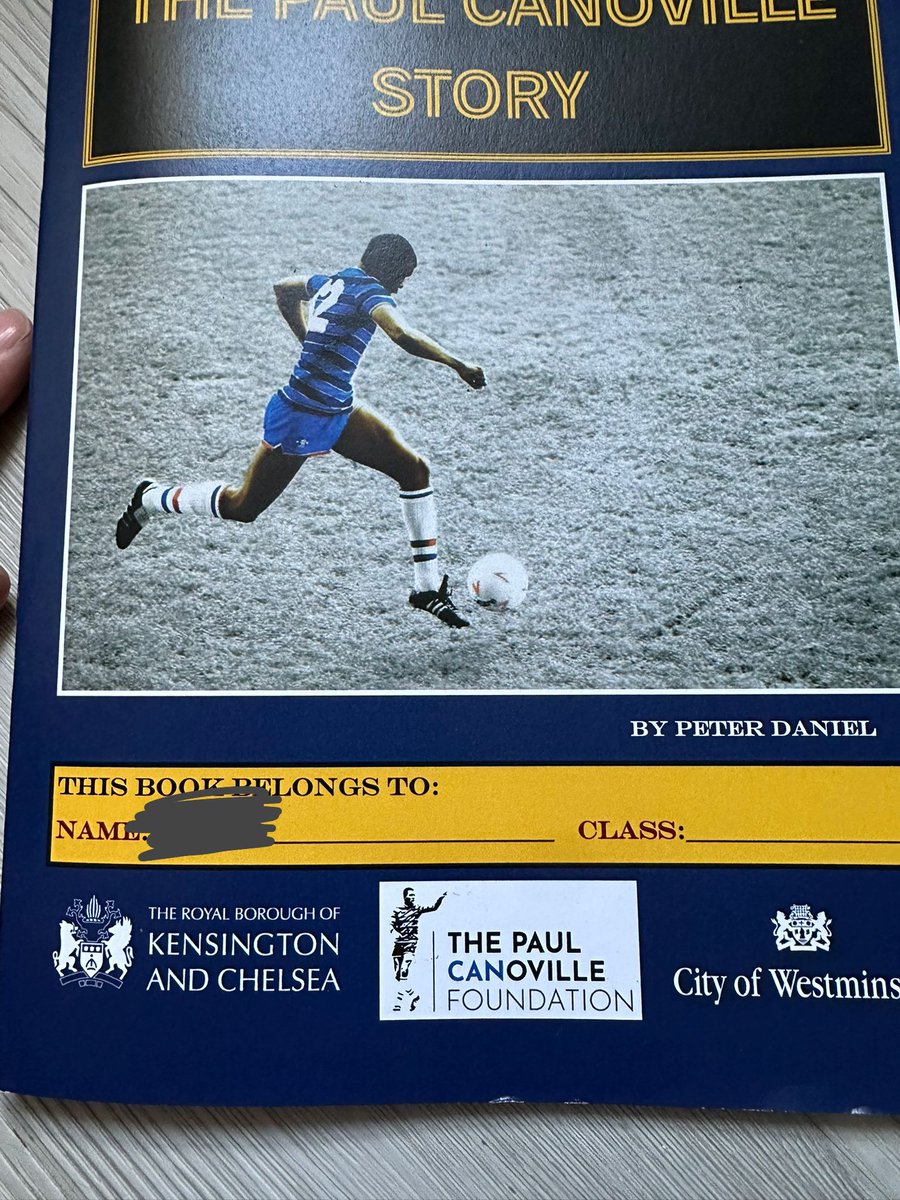 THE PAUL CANOVILLE
STORY
2
BY PETER DANIEL
THIS BOOK BELONGS TO:
NAME: CLASS:
THE ROYAL BOROUGH OF
KENSINGTON
AND CHELSEA
THE PAUL
CANOVILLE
FOUNDATION
City of Westmins